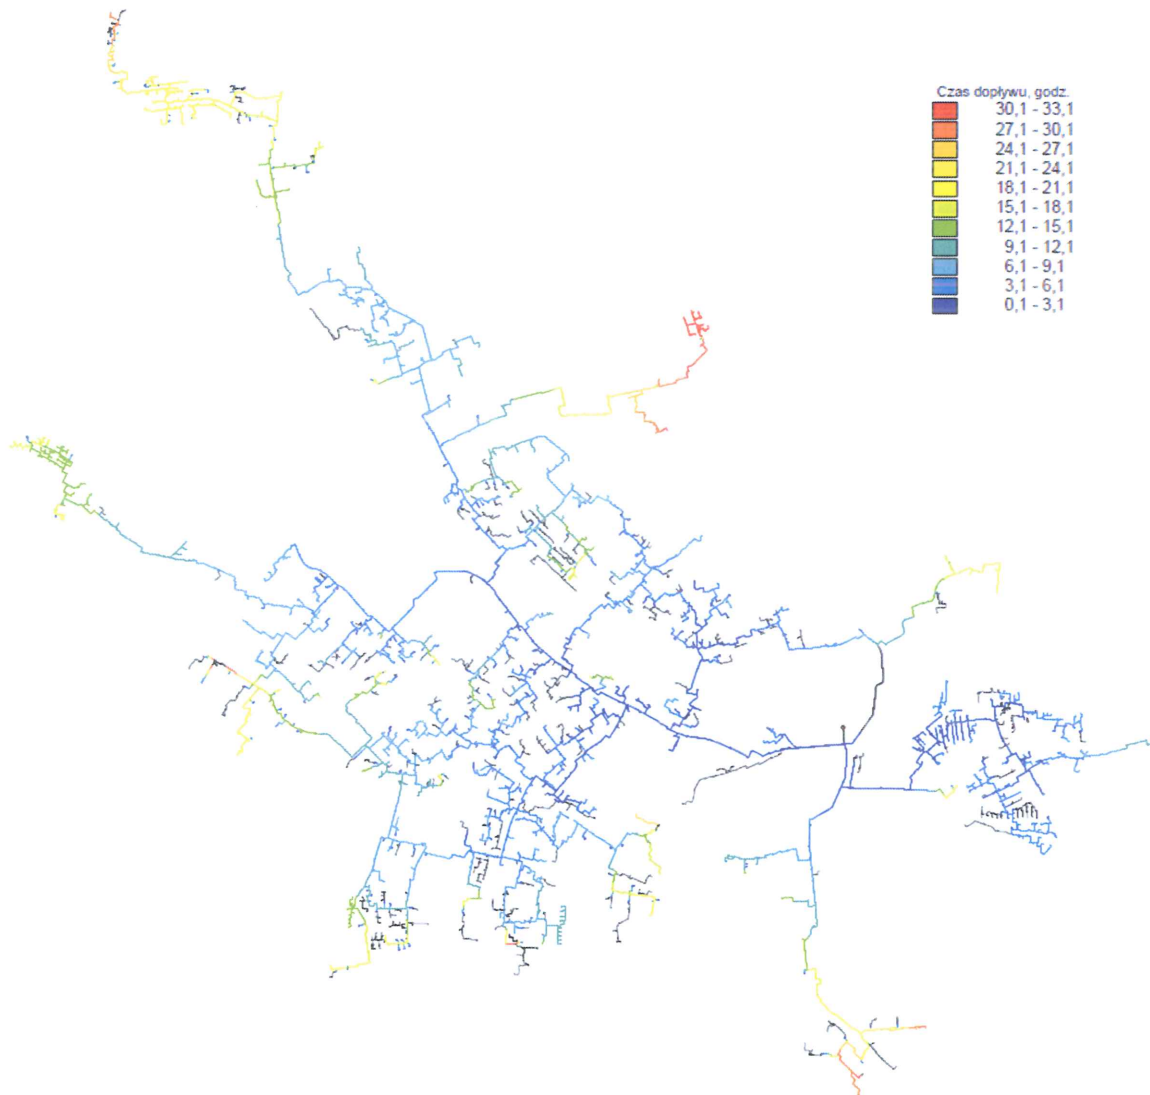 Czas dopływu, godz.
30,1 - 33,1
27,1 - 30,1
24,1 - 27,1
21,1 - 24,1
18,1 - 21,1
15,1 - 18,1
12,1 - 15,1
9,1 - 12,1
6,1 - 9,1
3,1 - 6,1
0,1 - 3,1